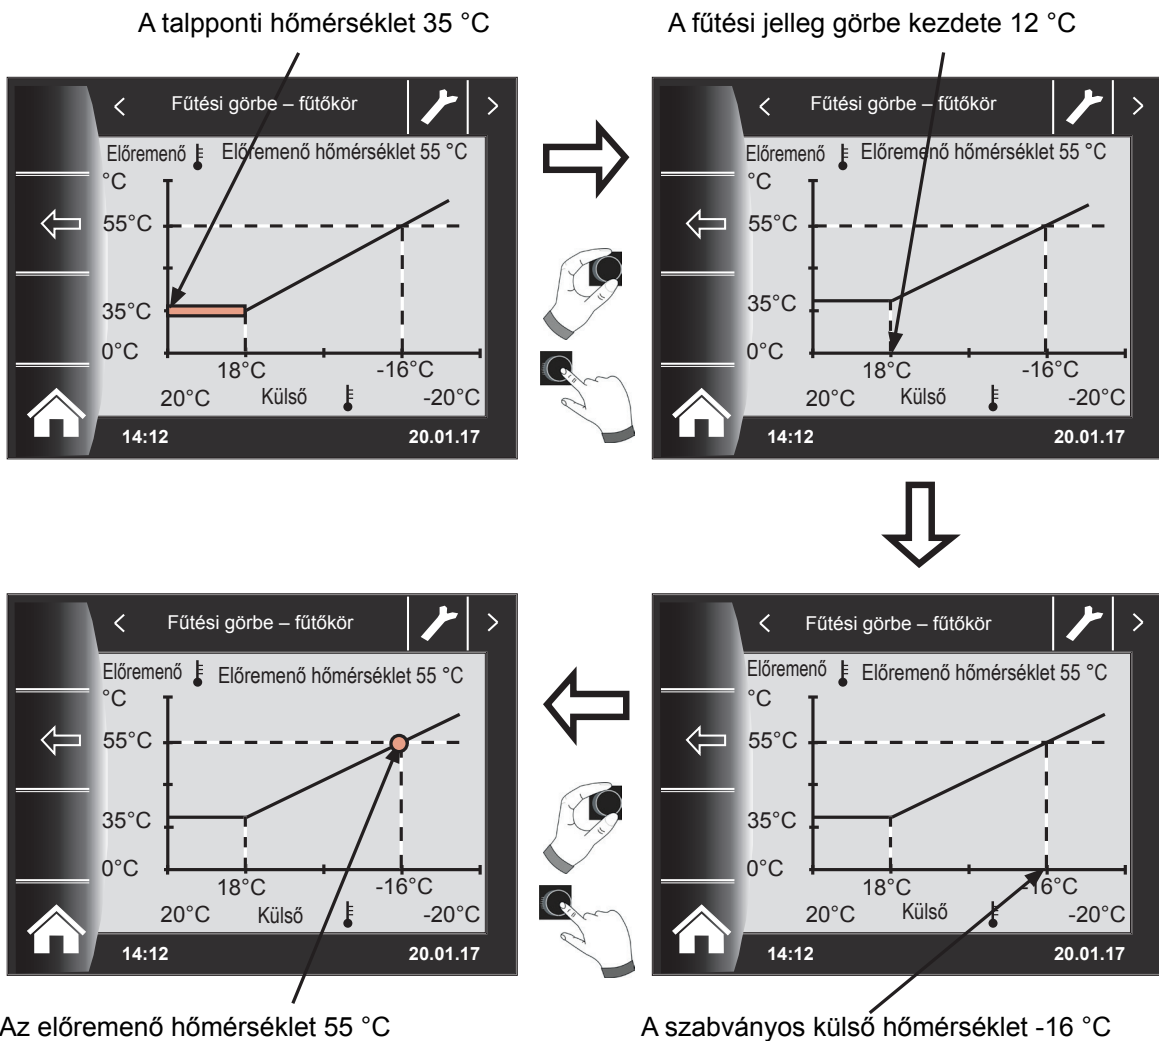 A talpponti hőmérséklet 35 °C
A fűtési jelleg görbe kezdete 12 °C
< Fűtési görbe – fűtőkör >
Előremenő Előremenő hőmérséklet 55 °C
°C
55°C
35°C
0°C
18°C -16°C
20°C Külső -20°C
14:12 20.01.17
< Fűtési görbe – fűtőkör >
Előremenő Előremenő hőmérséklet 55 °C
°C
55°C
35°C
0°C
18°C -16°C
20°C Külső -20°C
14:12 20.01.17
< Fűtési görbe – fűtőkör >
Előremenő Előremenő hőmérséklet 55 °C
°C
55°C
35°C
0°C
18°C -16°C
20°C Külső -20°C
14:12 20.01.17
< Fűtési görbe – fűtőkör >
Előremenő Előremenő hőmérséklet 55 °C
°C
55°C
35°C
0°C
18°C -16°C
20°C Külső -20°C
14:12 20.01.17
Az előremenő hőmérséklet 55 °C
A szabványos külső hőmérséklet -16 °C